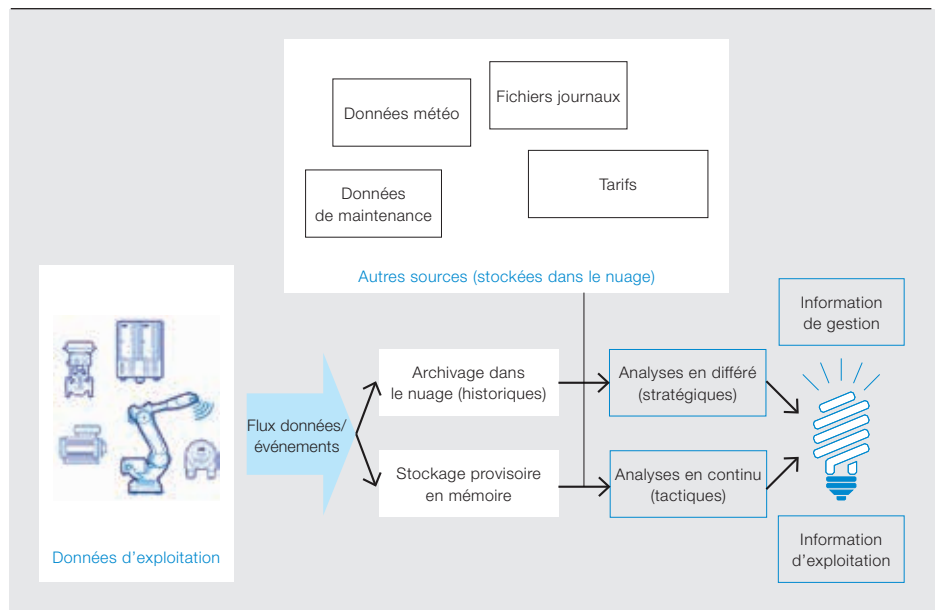 Données météo
Fichiers journaux
Données
de maintenance
Tarifs
Autres sources (stockées dans le nuage)
Données d'exploitation
Flux données/
événements
Archivage dans
le nuage (historiques)
Stockage provisoire
en mémoire
Analyses en différé
(stratégiques)
Analyses en continu
(tactiques)
Information
de gestion
Information
d'exploitation